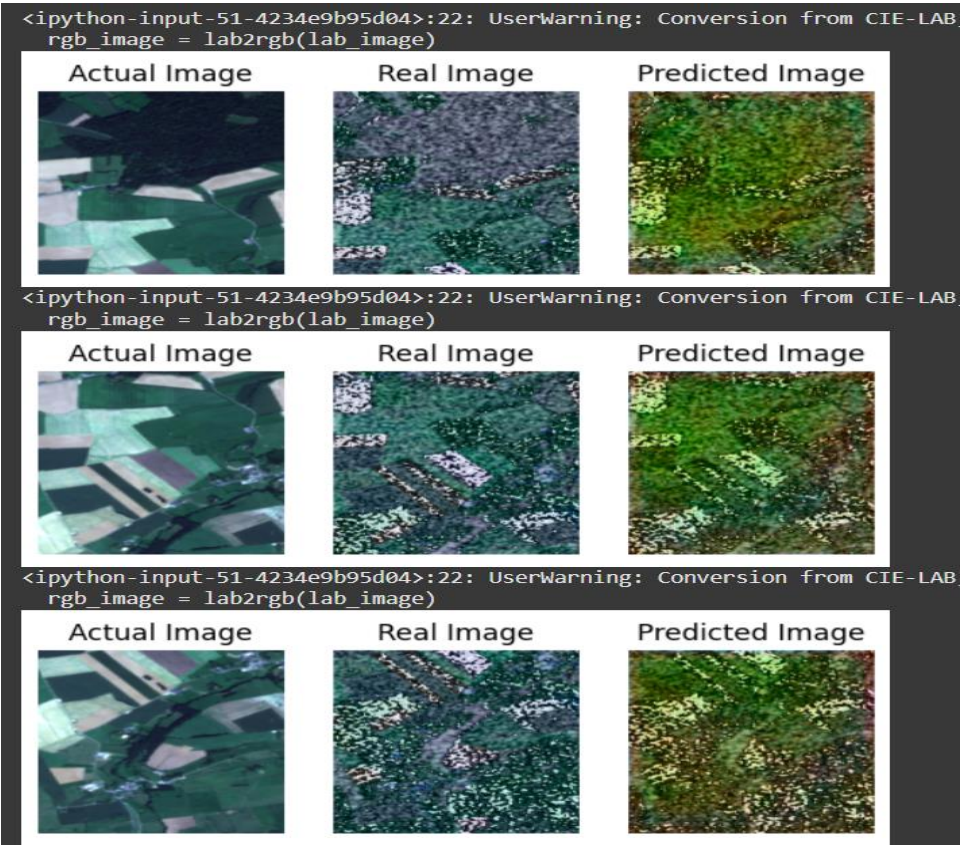 <ipython-input-51-4234e9b95d04>:22: UserWarning: Conversion from CIE-LAB,
  rgb_image = lab2rgb(lab_image)
Actual Image Real Image Predicted Image
<ipython-input-51-4234e9b95d04>:22: UserWarning: Conversion from CIE-LAB,
  rgb_image = lab2rgb(lab_image)
Actual Image Real Image Predicted Image
<ipython-input-51-4234e9b95d04>:22: UserWarning: Conversion from CIE-LAB,
  rgb_image = lab2rgb(lab_image)
Actual Image Real Image Predicted Image